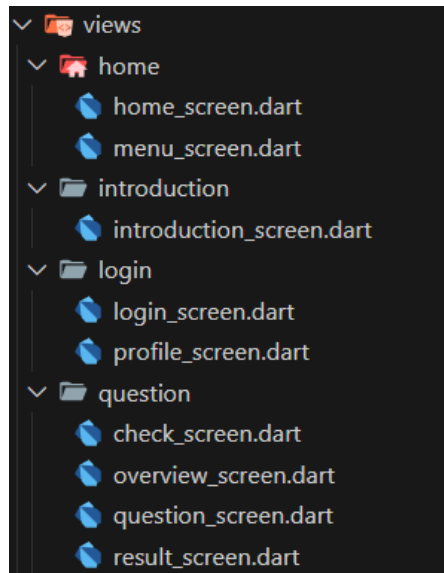 views
home
home_screen.dart
menu_screen.dart
introduction
introduction_screen.dart
login
login_screen.dart
profile_screen.dart
question
check_screen.dart
overview_screen.dart
question_screen.dart
result_screen.dart